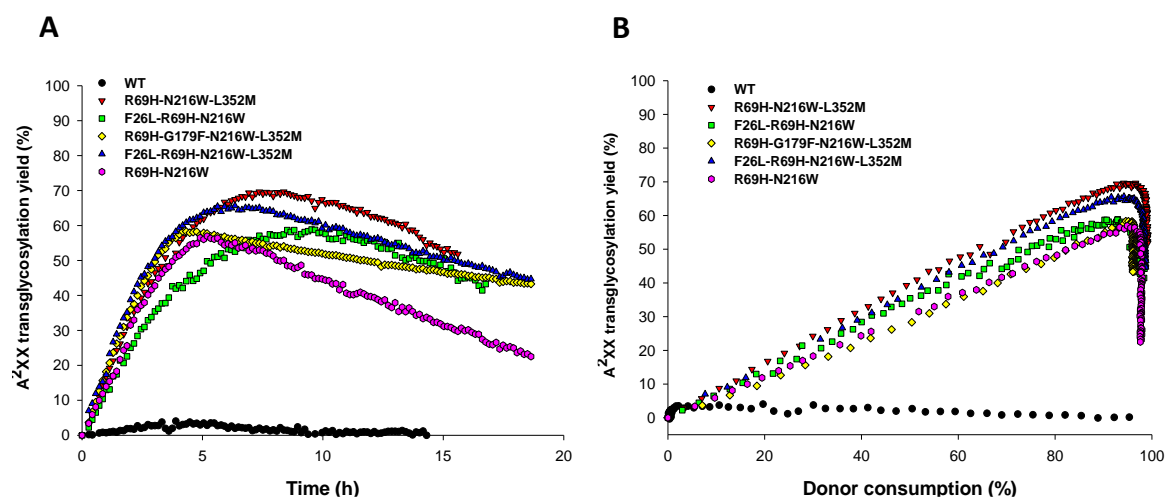 A
WT
R69H-N216W-L352M
F26L-R69H-N216W
R69H-G179F-N216W-L352M
F26L-R69H-N216W-L352M
R69H-N216W
A²XX transglycosylation yield (%)
100
90
80
70
60
50
40
30
20
10
0
0 5 10 15 20
Time (h)
B
WT
R69H-N216W-L352M
F26L-R69H-N216W
R69H-G179F-N216W-L352M
F26L-R69H-N216W-L352M
R69H-N216W
A²XX transglycosylation yield (%)
100
90
80
70
60
50
40
30
20
10
0
0 20 40 60 80 100
Donor consumption (%)